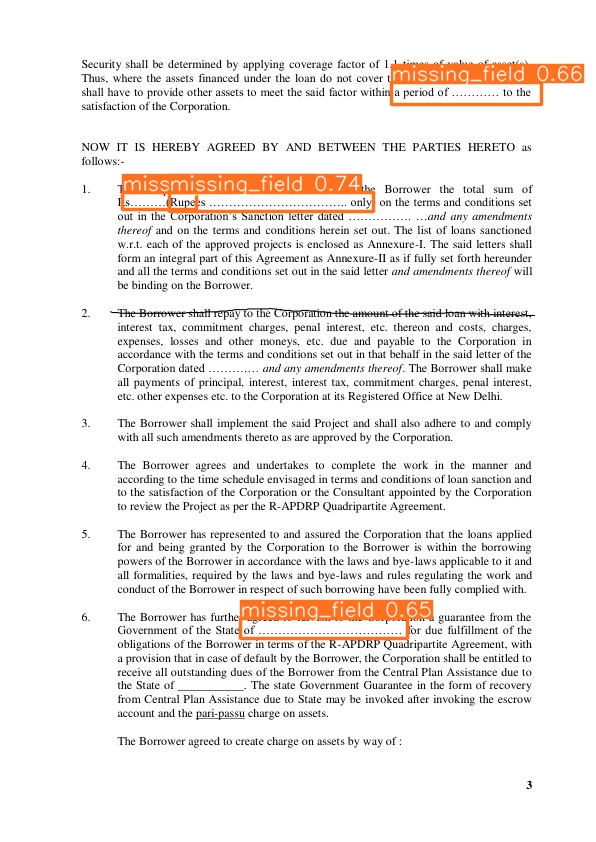 Security shall be determined by applying coverage factor of 1.1 times of value of asset(s).
missing_field 0.66
Thus, where the assets financed under the loan do not cover
shall have to provide other assets to meet the said factor within a period of ………… to the
satisfaction of the Corporation.
NOW IT IS HEREBY AGREED BY AND BETWEEN THE PARTIES HERETO as
follows:-
missmissing_field 0.74
1. the Borrower the total sum of
Rs………(Rupees ……………………………. only) on the terms and conditions set
out in the Corporation's Sanction letter dated ……………. …and any amendments
thereof and on the terms and conditions herein set out. The list of loans sanctioned
w.r.t. each of the approved projects is enclosed as Annexure-I. The said letters shall
form an integral part of this Agreement as Annexure-II as if fully set forth hereunder
and all the terms and conditions set out in the said letter and amendments thereof will
be binding on the Borrower.
2. The Borrower shall repay to the Corporation the amount of the said loan with interest,
interest tax, commitment charges, penal interest, etc. thereon and costs, charges,
expenses, losses and other moneys, etc. due and payable to the Corporation in
accordance with the terms and conditions set out in that behalf in the said letter of the
Corporation dated …………. and any amendments thereof. The Borrower shall make
all payments of principal, interest, interest tax, commitment charges, penal interest,
etc. other expenses etc. to the Corporation at its Registered Office at New Delhi.
3. The Borrower shall implement the said Project and shall also adhere to and comply
with all such amendments thereto as are approved by the Corporation.
4. The Borrower agrees and undertakes to complete the work in the manner and
according to the time schedule envisaged in terms and conditions of loan sanction and
to the satisfaction of the Corporation or the Consultant appointed by the Corporation
to review the Project as per the R-APDRP Quadripartite Agreement.
5. The Borrower has represented to and assured the Corporation that the loans applied
for and being granted by the Corporation to the Borrower is within the borrowing
powers of the Borrower in accordance with the laws and bye-laws applicable to it and
all formalities, required by the laws and bye-laws and rules regulating the work and
conduct of the Borrower in respect of such borrowing have been fully complied with.
missing_field 0.65
6. The Borrower has further a guarantee from the
Government of the State of ……………………………… for due fulfillment of the
obligations of the Borrower in terms of the R-APDRP Quadripartite Agreement, with
a provision that in case of default by the Borrower, the Corporation shall be entitled to
receive all outstanding dues of the Borrower from the Central Plan Assistance due to
the State of ___________. The state Government Guarantee in the form of recovery
from Central Plan Assistance due to State may be invoked after invoking the escrow
account and the pari-passu charge on assets.
The Borrower agreed to create charge on assets by way of :
3